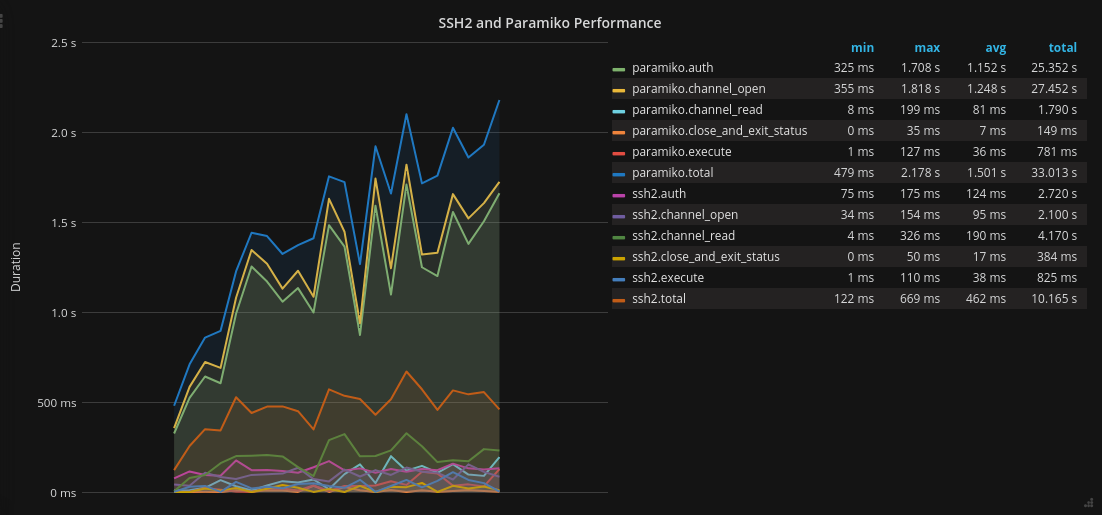 SSH2 and Paramiko Performance
2.5 s
2.0 s
1.5 s
1.0 s
500 ms
0 ms
Duration
min max avg total
paramiko.auth 325 ms 1.708 s 1.152 s 25.352 s
paramiko.channel_open 355 ms 1.818 s 1.248 s 27.452 s
paramiko.channel_read 8 ms 199 ms 81 ms 1.790 s
paramiko.close_and_exit_status 0 ms 35 ms 7 ms 149 ms
paramiko.execute 1 ms 127 ms 36 ms 781 ms
paramiko.total 479 ms 2.178 s 1.501 s 33.013 s
ssh2.auth 75 ms 175 ms 124 ms 2.720 s
ssh2.channel_open 34 ms 154 ms 95 ms 2.100 s
ssh2.channel_read 4 ms 326 ms 190 ms 4.170 s
ssh2.close_and_exit_status 0 ms 50 ms 17 ms 384 ms
ssh2.execute 1 ms 110 ms 38 ms 825 ms
ssh2.total 122 ms 669 ms 462 ms 10.165 s